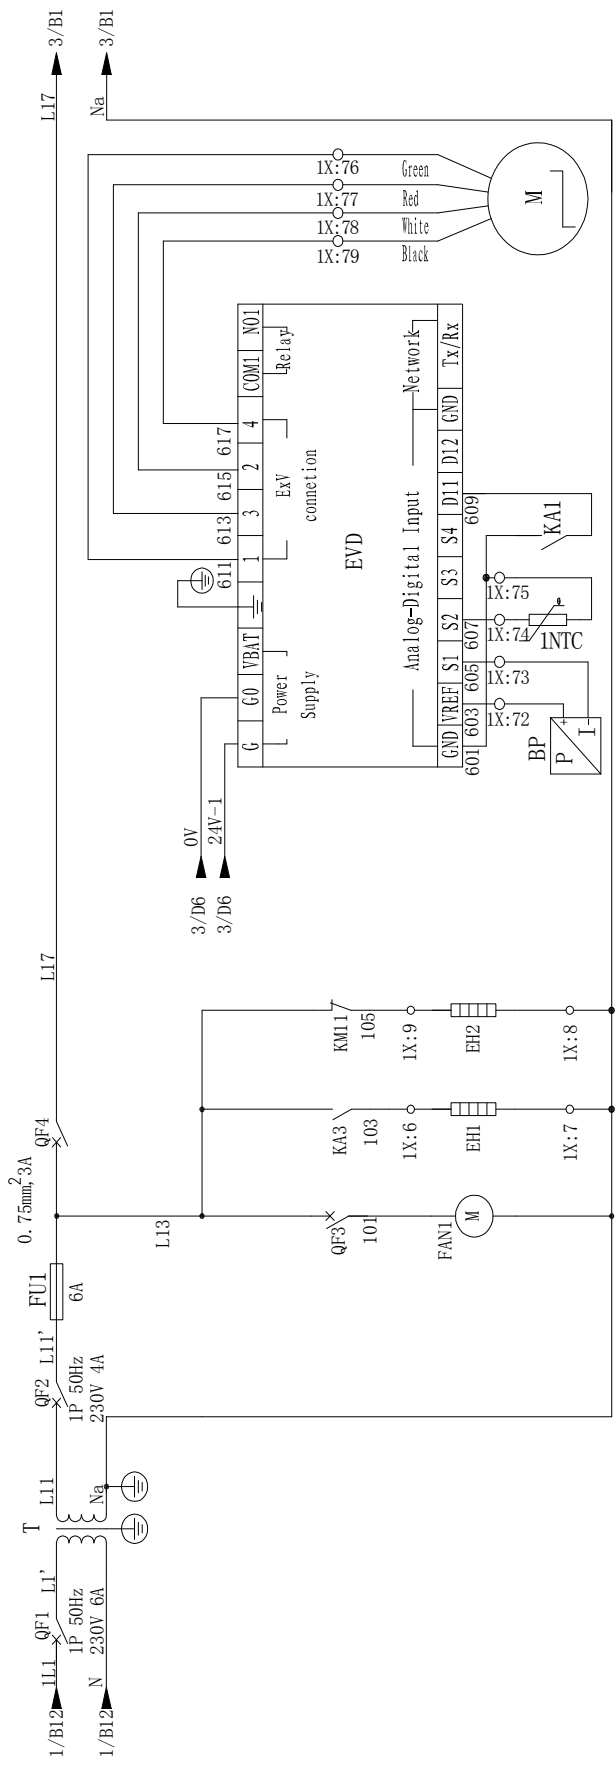 1/B12
1/B12
1L1
N
QF1
1P 50Hz
230V 6A
L1'
T
L11
Na
QF2
1P 50Hz
230V 4A
L11'
FU1
6A
0.75mm²,3A
QF4
L17
L17
3/B1
Na
3/B1
L13
QF3
101
FAN1
M
KA3
103
1X:6
EH1
1X:7
KM11
105
1X:9
EH2
1X:8
3/D6
0V
3/D6
24V-1
G
G0
VBAT
1
3
2
4
COM1
NO1
Power
Supply
ExV
connetion
Relay
611
613
615
617
EVD
Analog-Digital Input
Network
GND
VREF
S1
S2
S3
S4
D11
D12
GND
Tx/Rx
601
603
605
607
609
1X:72
1X:73
1X:74
1X:75
BP
P
I
+
-
1NTC
KA1
1X:76
1X:77
1X:78
1X:79
Green
Red
White
Black
M